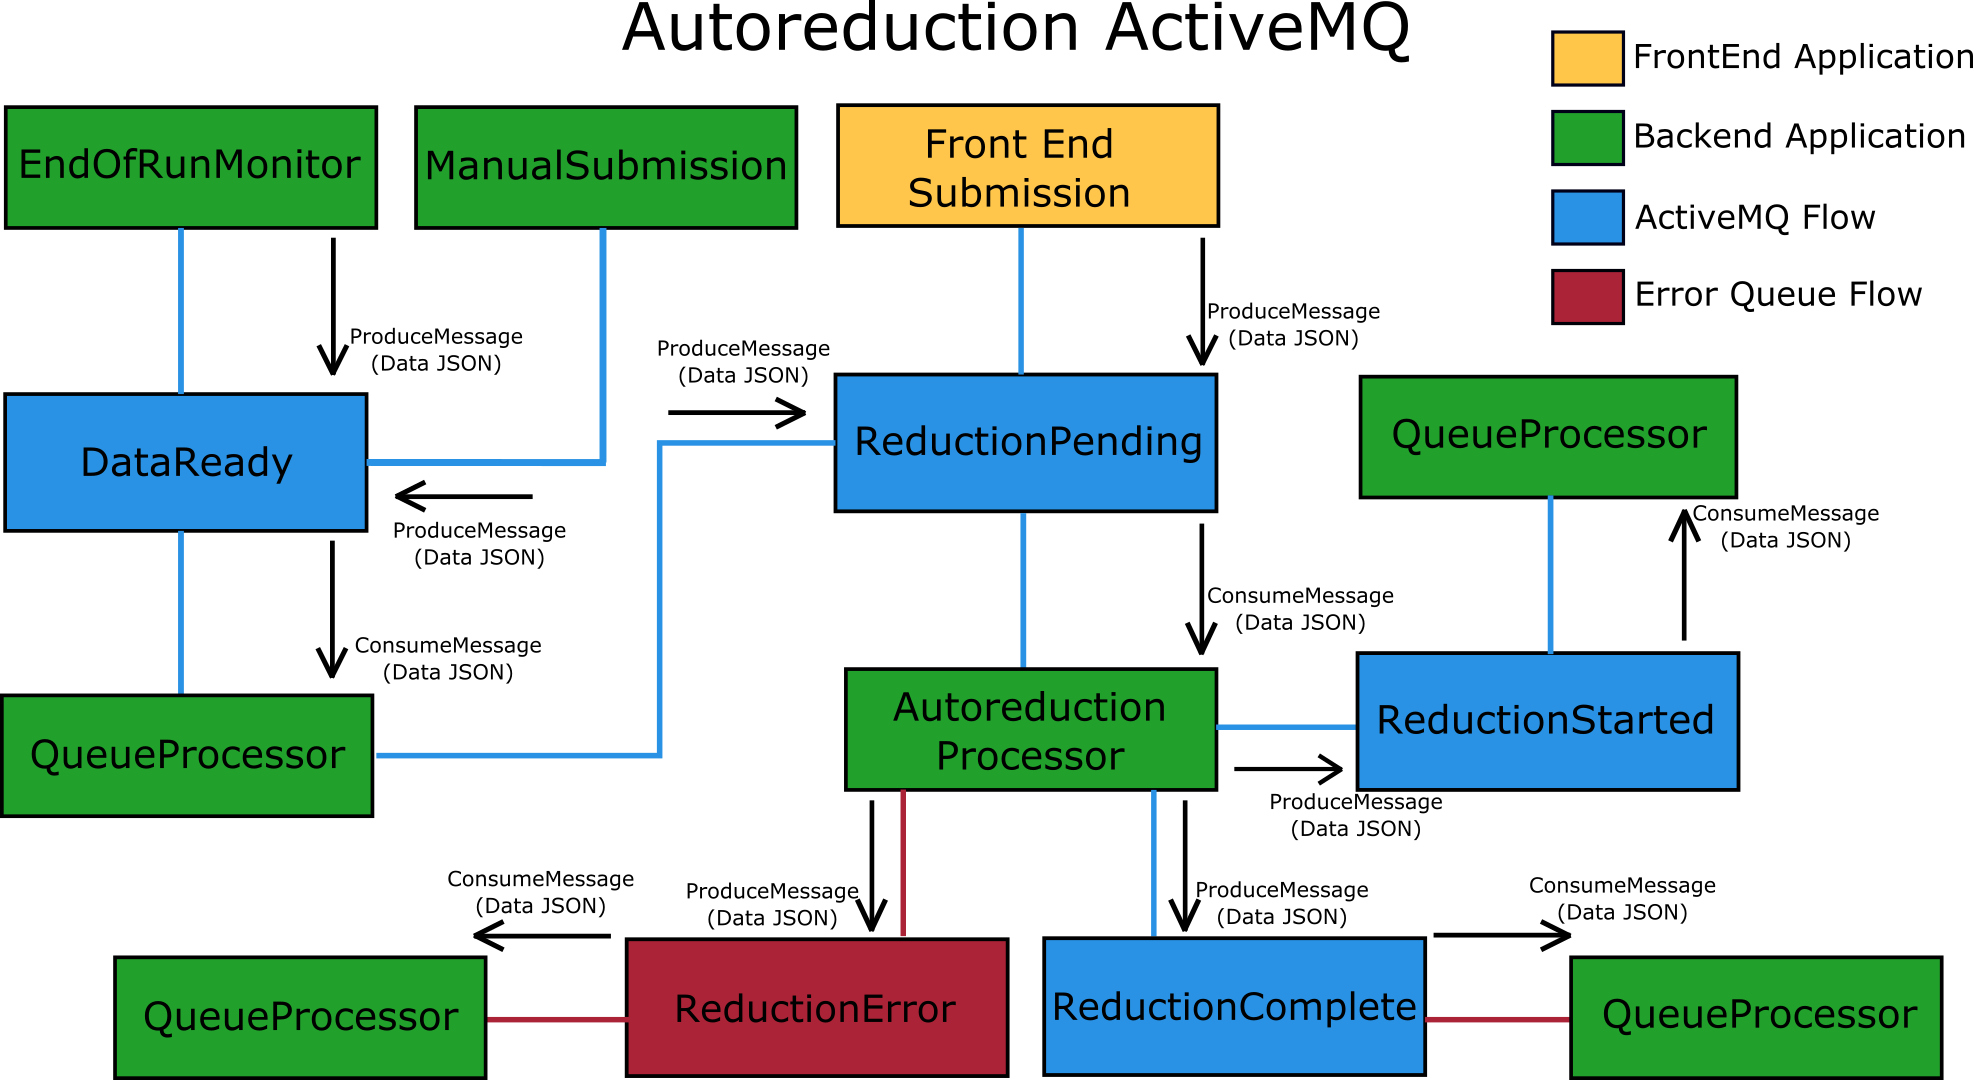 Autoreduction ActiveMQ
FrontEnd Application
Backend Application
ActiveMQ Flow
Error Queue Flow
EndOfRunMonitor
ManualSubmission
Front End
Submission
ProduceMessage
(Data JSON)
ProduceMessage
(Data JSON)
ProduceMessage
(Data JSON)
DataReady
ReductionPending
QueueProcessor
ProduceMessage
(Data JSON)
ConsumeMessage
(Data JSON)
ConsumeMessage
(Data JSON)
ConsumeMessage
(Data JSON)
QueueProcessor
Autoreduction
Processor
ReductionStarted
ProduceMessage
(Data JSON)
ConsumeMessage
(Data JSON)
ProduceMessage
(Data JSON)
ProduceMessage
(Data JSON)
ConsumeMessage
(Data JSON)
QueueProcessor
ReductionError
ReductionComplete
QueueProcessor